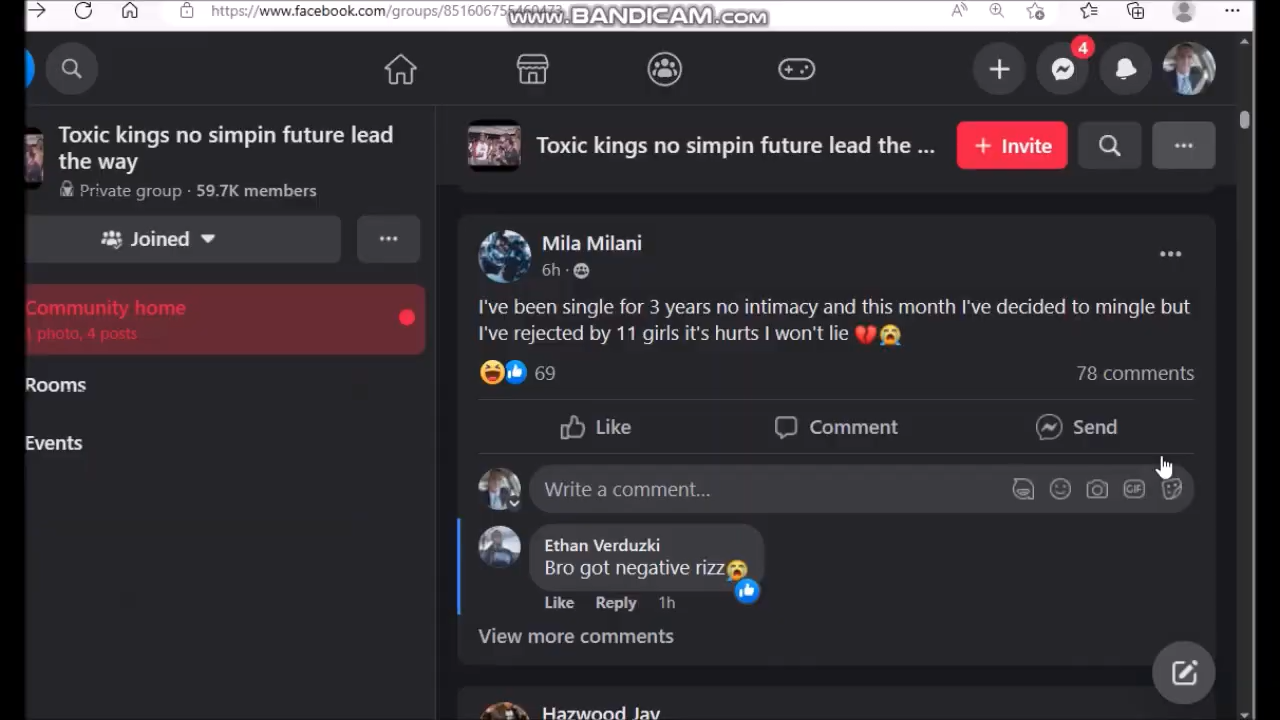 https://www.facebook.com/groups/851606755460473
www.BANDICAM.com
4
Toxic kings no simpin future lead
the way
Private group · 59.7K members
Joined
Community home
1 photo, 4 posts
Rooms
Events
Toxic kings no simpin future lead the ...
+ Invite
Mila Milani
6h
I've been single for 3 years no intimacy and this month I've decided to mingle but
I've rejected by 11 girls it's hurts I won't lie 💔😭
69
78 comments
Like
Comment
Send
Write a comment...
GIF
Ethan Verduzki
Bro got negative rizz😭
Like Reply 1h
View more comments
Hazwood Jay